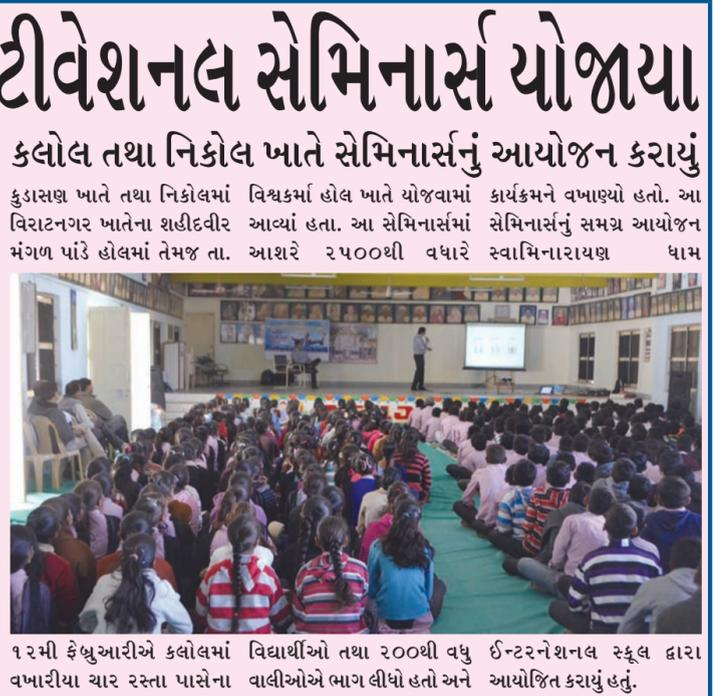 ટીવેશનલ સેમિનાર્સ યોજાયા
કલોલ તથા નિકોલ ખાતે સેમિનાર્સનું આયોજન કરાયું
કુડાસણ ખાતે તથા નિકોલમાં
વિરાટનગર ખાતેના શહીદવીર
મંગળ પાંડે હોલમાં તેમજ તા.
૧૨મી ફેબ્રુઆરીએ કલોલમાં
વખારીયા ચાર રસ્તા પાસેના
વિશ્વકર્મા હોલ ખાતે યોજવામાં
આવ્યાં હતા. આ સેમિનાર્સમાં
આશરે ૨૫૦૦થી વધારે
વિદ્યાર્થીઓ તથા ૨૦૦થી વધુ
વાલીઓએ ભાગ લીધો હતો અને
કાર્યક્રમને વખાણ્યો હતો. આ
સેમિનાર્સનું સમગ્ર આયોજન
સ્વામિનારાયણ ધામ
ઈન્ટરનેશનલ સ્કૂલ દ્વારા
આયોજિત કરાયું હતું.